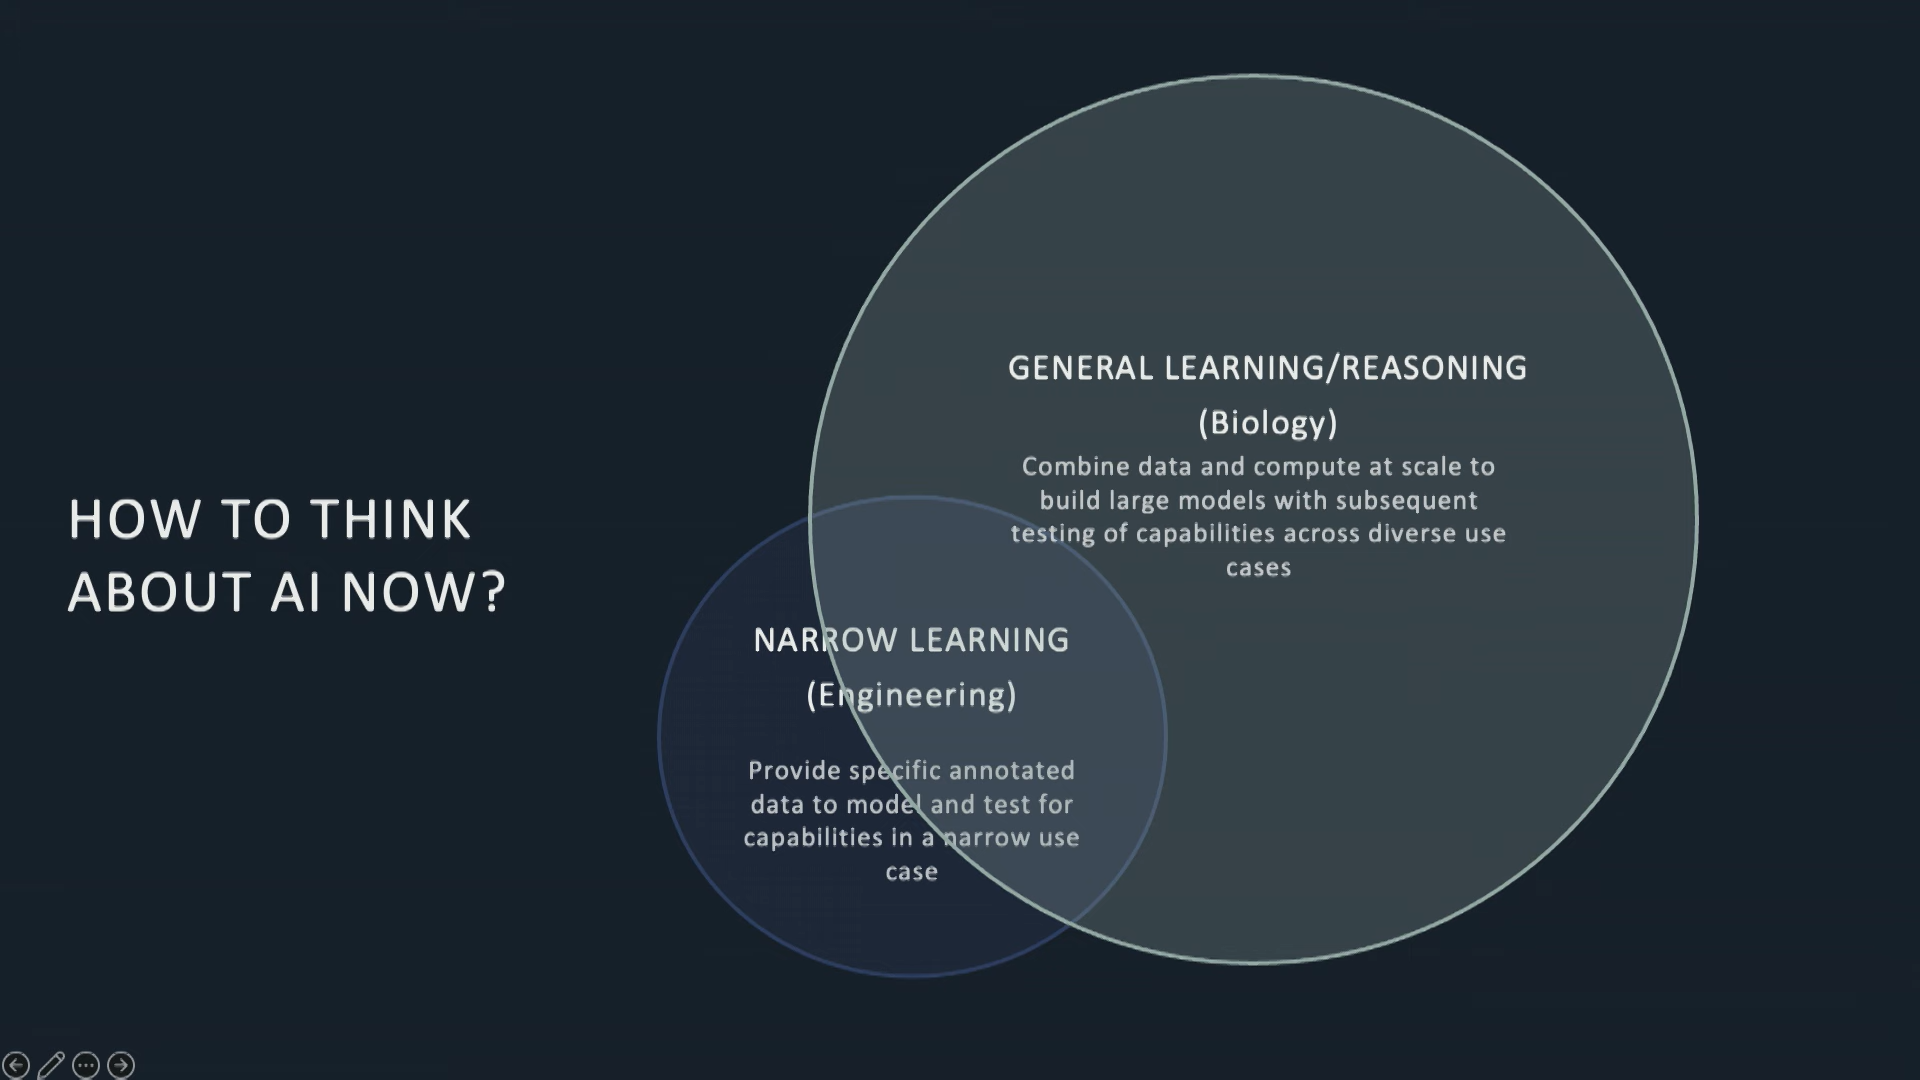 HOW TO THINK
ABOUT AI NOW?
GENERAL LEARNING/REASONING
(Biology)
Combine data and compute at scale to
build large models with subsequent
testing of capabilities across diverse use
cases
NARROW LEARNING
(Engineering)
Provide specific annotated
data to model and test for
capabilities in a narrow use
case